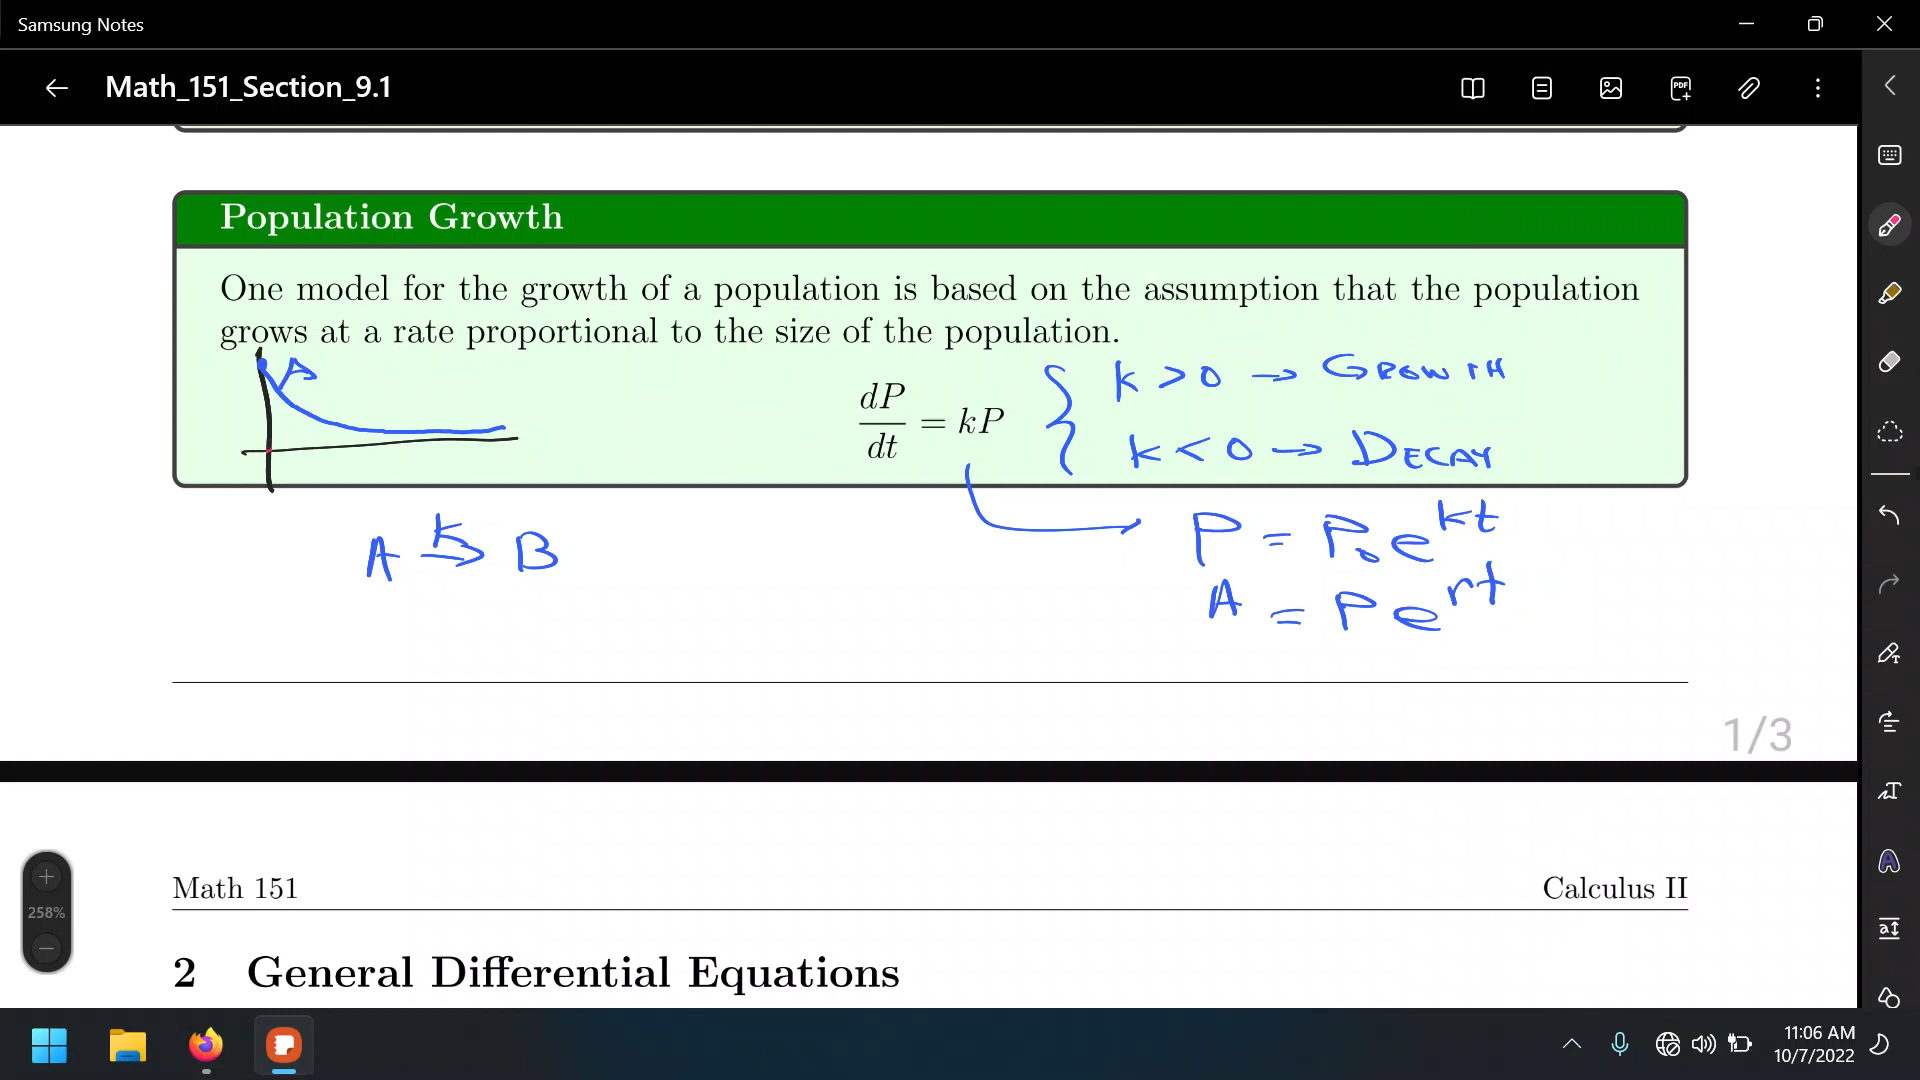 Samsung Notes
Math_151_Section_9.1
PDF
Population Growth
One model for the growth of a population is based on the assumption that the population
grows at a rate proportional to the size of the population.
A
dP/dt = kP
k > 0 → GROWTH
k < 0 → DECAY
A k→ B
P = P₀e^kt
A = Pe^rt
1/3
Math 151
Calculus II
258%
2 General Differential Equations
11:06 AM
10/7/2022